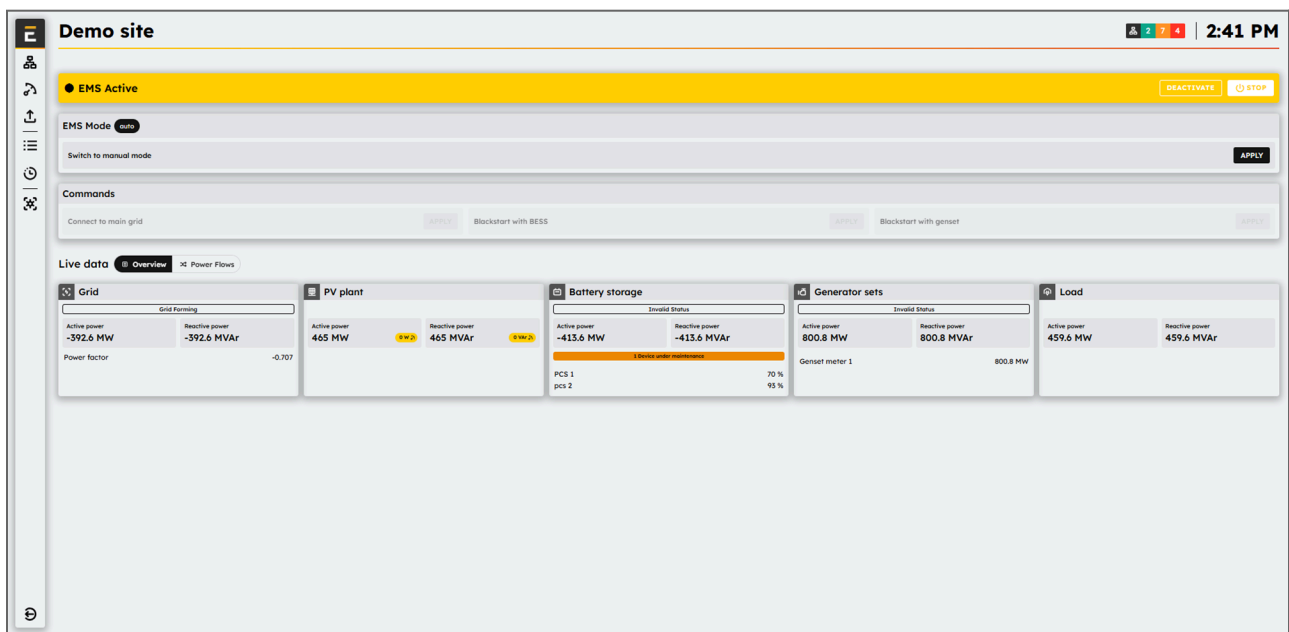 Demo site
2 7 4
2:41 PM
EMS Active
DEACTIVATE
STOP
EMS Mode auto
Switch to manual mode
APPLY
Commands
Connect to main grid
APPLY
Blackstart with BESS
APPLY
Blackstart with genset
APPLY
Live data
Overview
Power Flows
Grid
Grid Forming
Active power
-392.6 MW
Reactive power
-392.6 MVAr
Power factor
-0.707
PV plant
Active power
465 MW
0 W
Reactive power
465 MVAr
0 VAr
Battery storage
Invalid Status
Active power
-413.6 MW
Reactive power
-413.6 MVAr
1 Device under maintenance
PCS 1
70 %
pcs 2
93 %
Generator sets
Invalid Status
Active power
800.8 MW
Reactive power
800.8 MVAr
Genset meter 1
800.8 MW
Load
Active power
459.6 MW
Reactive power
459.6 MVAr